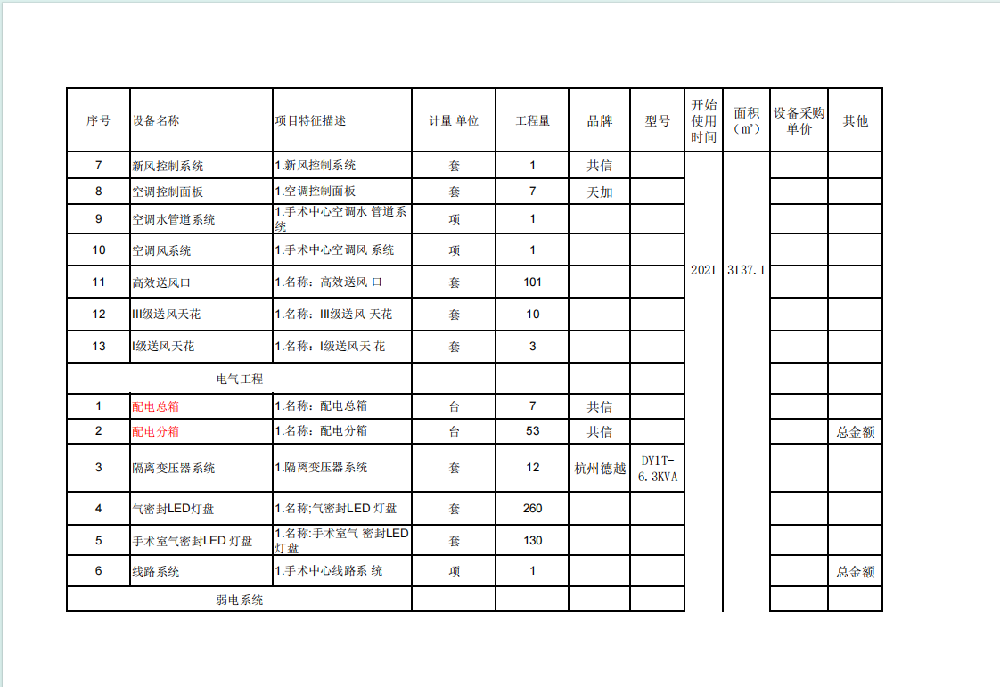 序号 设备名称 项目特征描述 计量 单位 工程量 品牌 型号 开始使用时间 面积（㎡） 设备采购单价 其他
7 新风控制系统 1.新风控制系统 套 1 共信
8 空调控制面板 1.空调控制面板 套 7 天加
9 空调水管道系统 1.手术中心空调水 管道系统 项 1
10 空调风系统 1.手术中心空调风 系统 项 1
2021 3137.1
11 高效送风口 1.名称：高效送风 口 套 101
12 III级送风天花 1.名称：III级送风 天花 套 10
13 I级送风天花 1.名称：I级送风天 花 套 3
电气工程
1 配电总箱 1.名称：配电总箱 台 7 共信
2 配电分箱 1.名称：配电分箱 台 53 共信 总金额
3 隔离变压器系统 1.隔离变压器系统 套 12 杭州德越 DY1T-6.3KVA
4 气密封LED灯盘 1.名称;气密封LED 灯盘 套 260
5 手术室气密封LED 灯盘 1.名称:手术室气 密封LED灯盘 套 130
6 线路系统 1.手术中心线路系 统 项 1 总金额
弱电系统